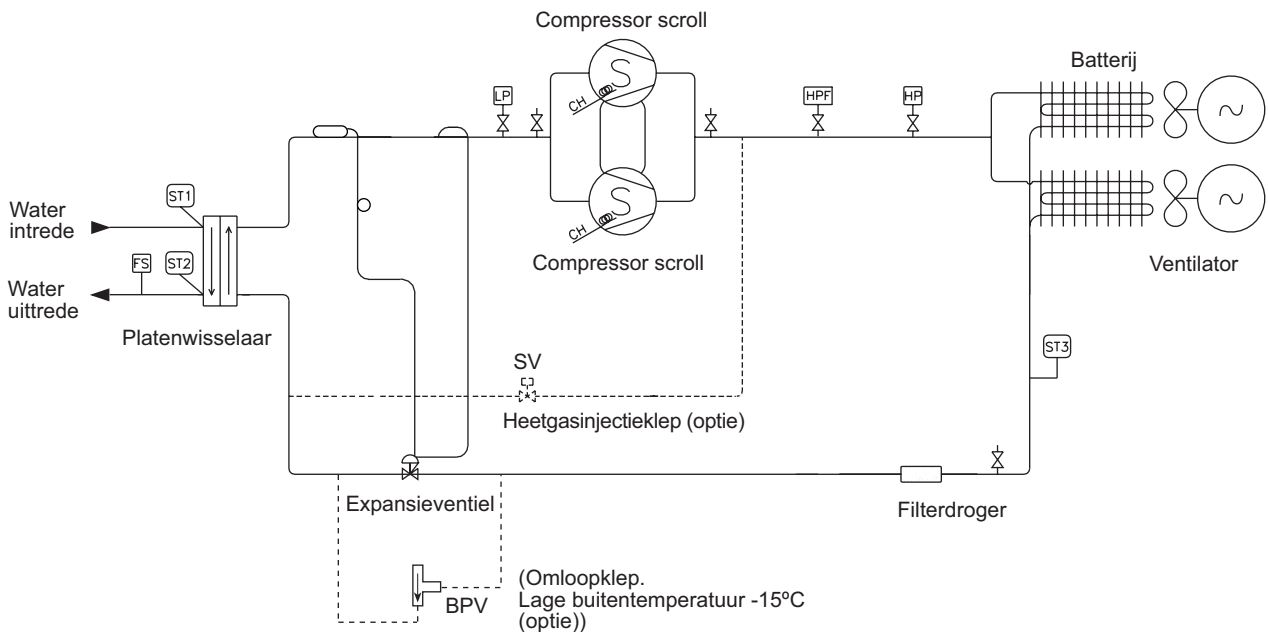 Compressor scroll
Batterij
LP
HPF
HP
S
CH
ST1
Water
intrede
S
CH
FS
ST2
Compressor scroll
Ventilator
Water
uittrede
Platenwisselaar
ST3
SV
Heetgasinjectieklep (optie)
Expansieventiel
Filterdroger
(Omloopklep.
BPV
Lage buitentemperatuur -15ºC
(optie))